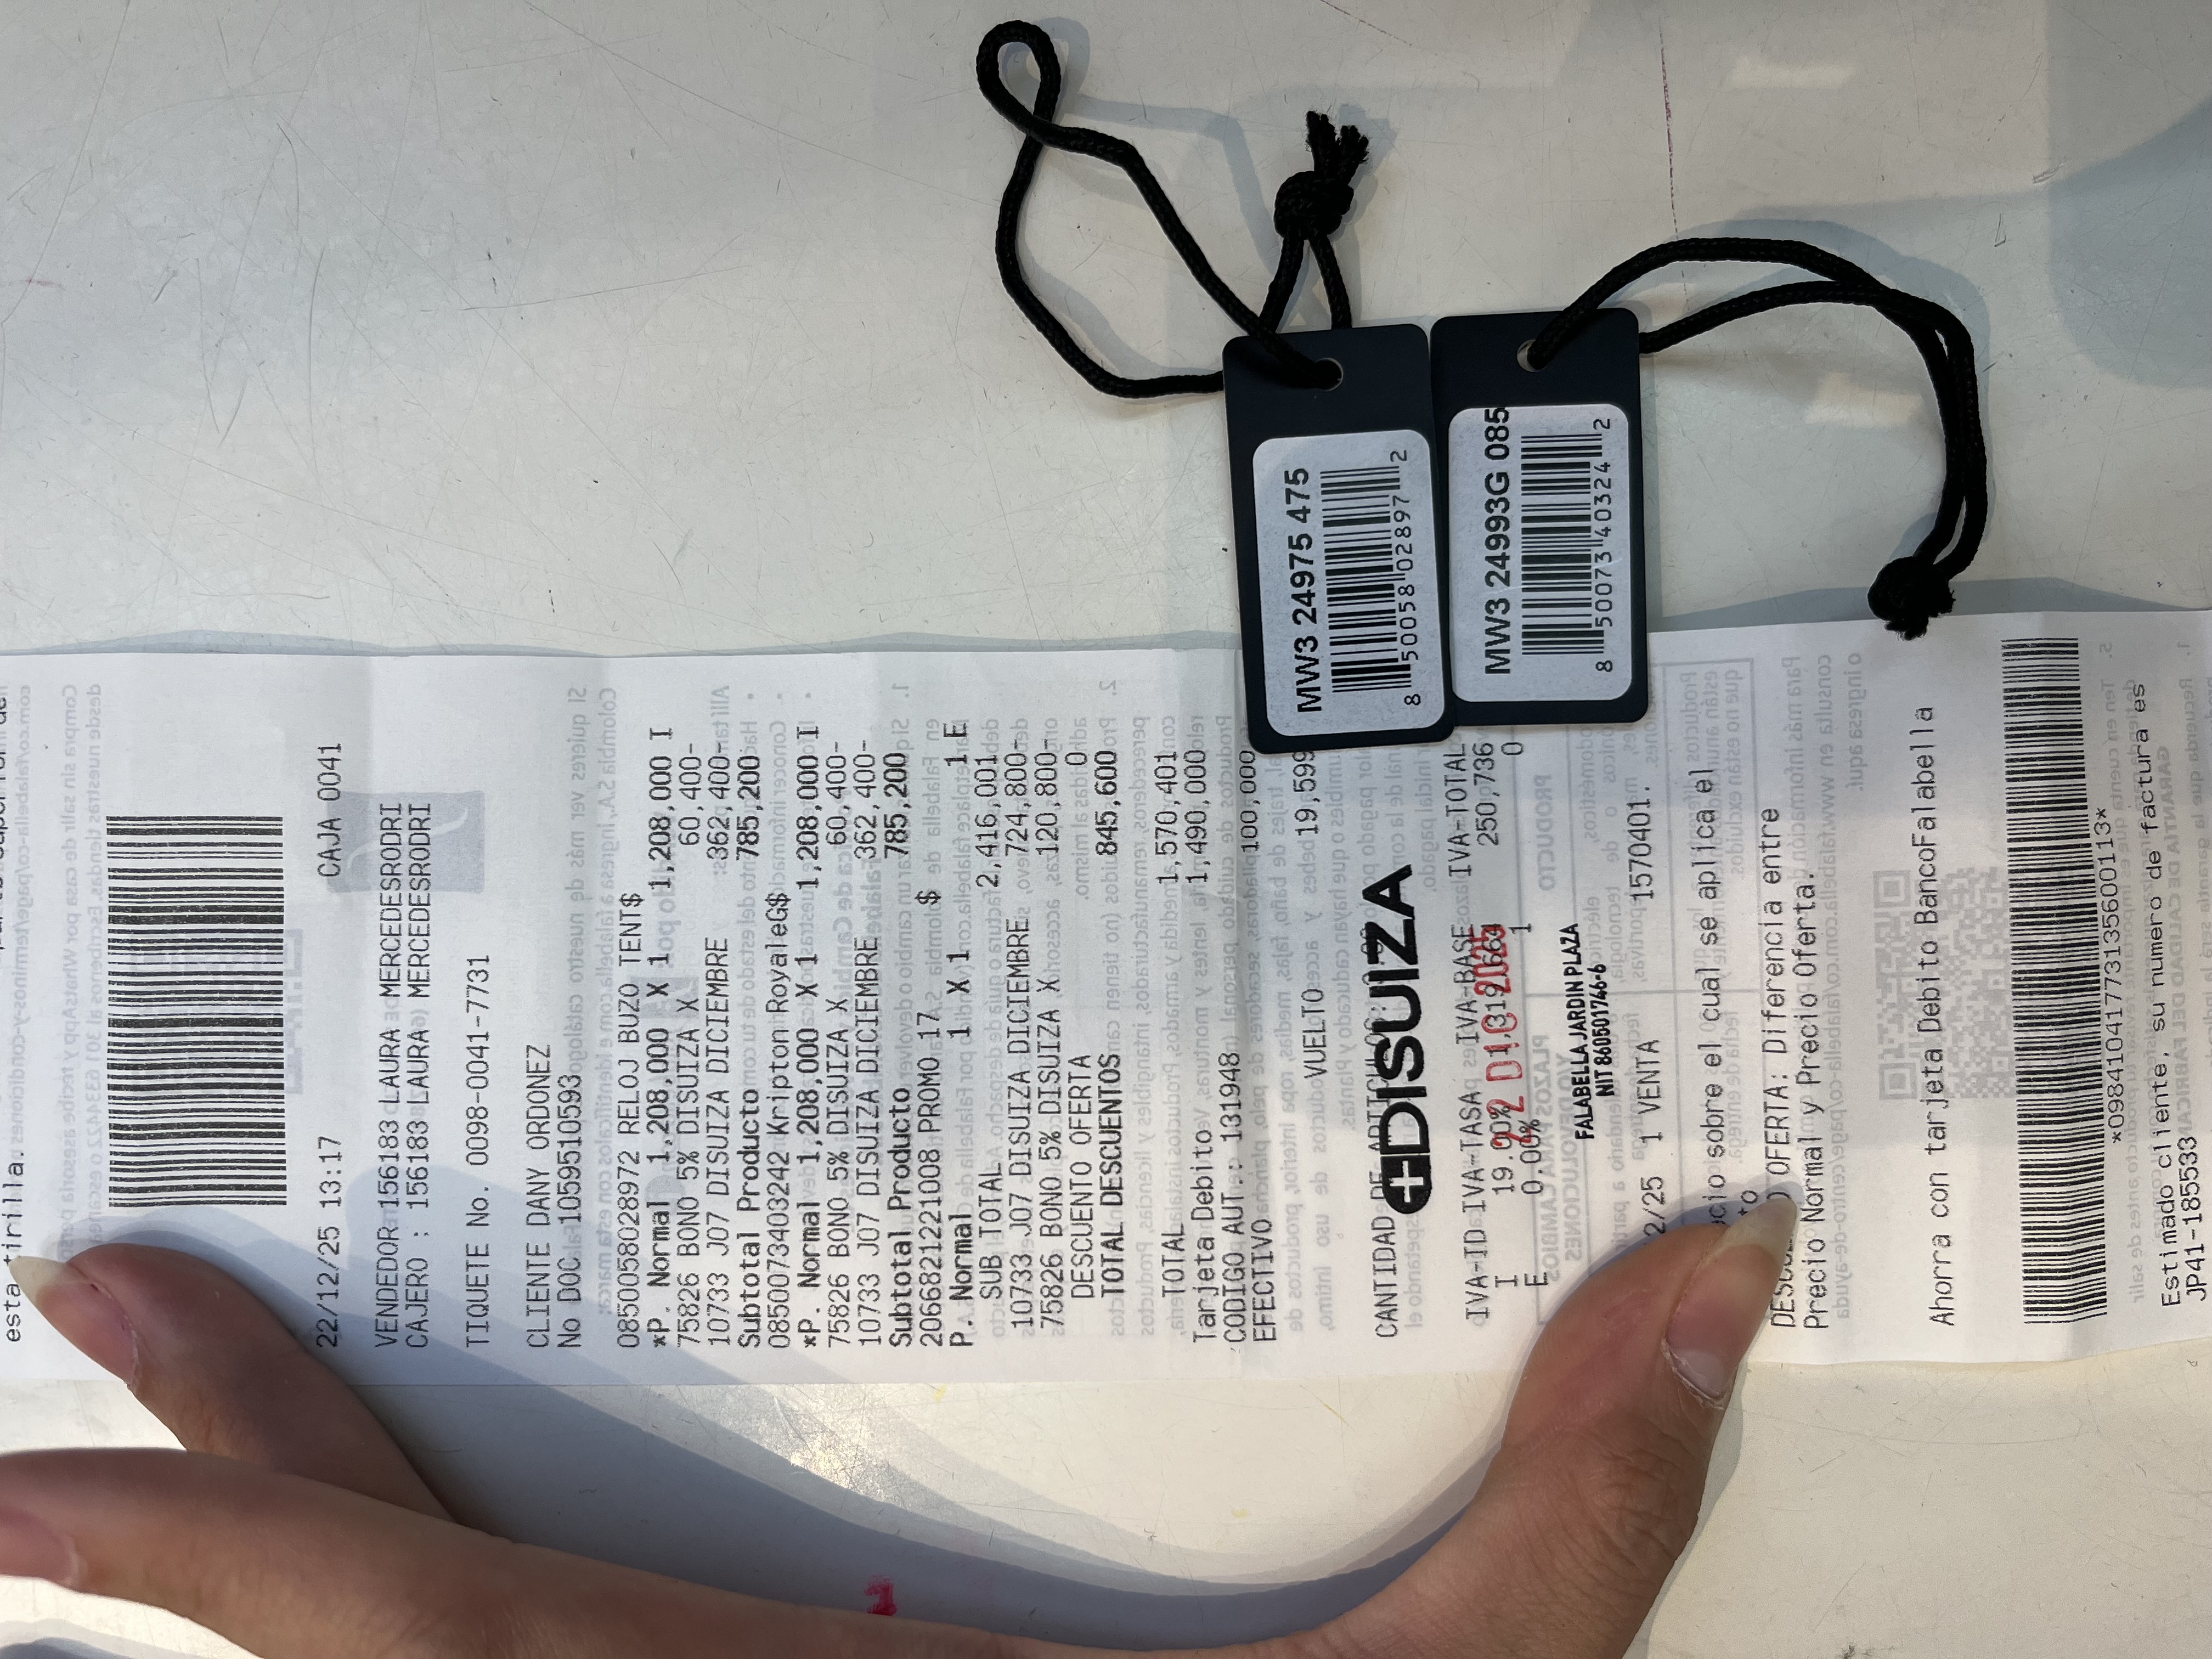 esta tirilla.
22/12/25 13:17 CAJA 0041
VENDEDOR 156183 LAURA MERCEDESRODRI
CAJERO : 156183 LAURA MERCEDESRODRI
TIQUETE No. 0098-0041-7731
CLIENTE DANY ORDONEZ
No DOC 1059510593
0850058028972 RELOJ BUZO TENT$
*P. Normal 1,208,000 X 1 1,208,000 I
75826 BONO 5% DISUIZA X 60,400-
10733 J07 DISUIZA DICIEMBRE 362,400-
Subtotal Producto 785,200
0850073403242 Kripton RoyaleG$
*P. Normal 1,208,000 X 1 1,208,000 I
75826 BONO 5% DISUIZA X 60,400-
10733 J07 DISUIZA DICIEMBRE 362,400-
Subtotal Producto 785,200
2066821221008 PROMO 17 $
P. Normal 1 X 1 1 E
SUB TOTAL 2,416,001
10733 J07 DISUIZA DICIEMBRE 724,800-
75826 BONO 5% DISUIZA X 120,800-
DESCUENTO OFERTA 0
TOTAL DESCUENTOS 845,600
TOTAL 1,570,401
Tarjeta Debito 1,490,000
CODIGO AUT.: 131948
EFECTIVO 100,000
VUELTO 19,599
CANTIDAD DE
+DISUIZA
IVA-ID IVA-TASA IVA-BASE IVA-TOTAL
I 19.00% 250,736
E 0.00% 1 0
22 DIC 2025
FALABELLA JARDIN PLAZA
NIT 860501746-6
2/25 1 VENTA 1570401.
sobre el cual se aplica el
OFERTA: Diferencia entre
Precio Normal y Precio Oferta.
Ahorra con tarjeta Debito BancoFalabella
*009841041773135600113*
Estimado cliente, su numero de factura es
JP41-185533
MW3 24975 475
8 50058 02897 2
MW3 24993G 085
8 50073 40324 2